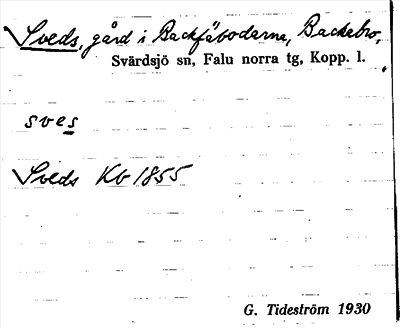 Sveds, gård i Backfäbodarna, Backebo,
Svärdsjö sn, Falu norra tg, Kopp. l.
sves
Sveds Kb 1855
G. Tideström 1930